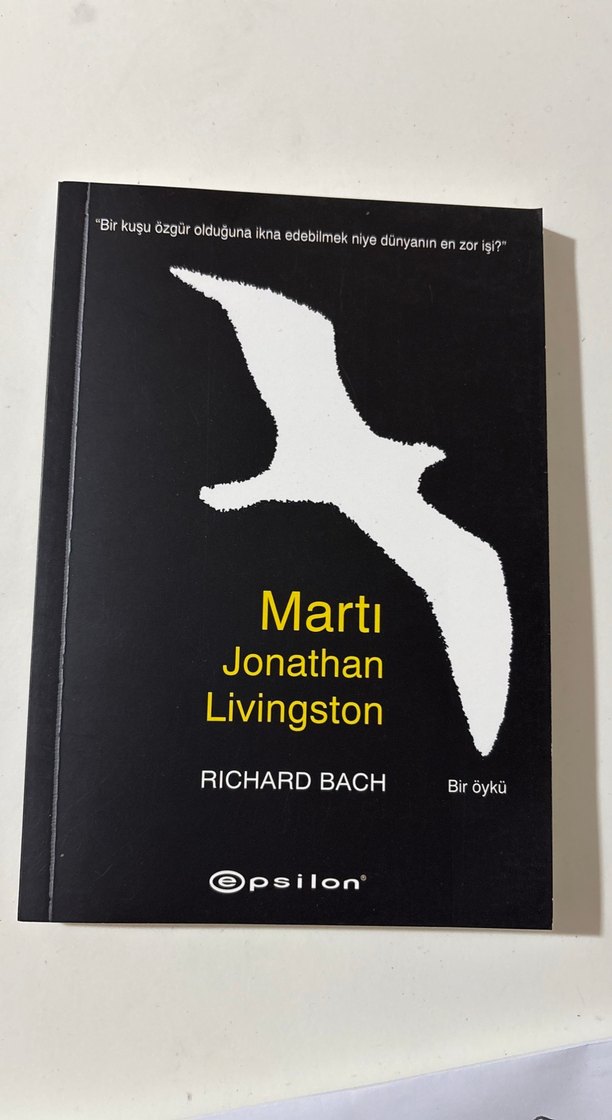 “Bir kuşu özgür olduğuna ikna edebilmek niye dünyanın en zor işi?”
Martı
Jonathan
Livingston
RICHARD BACH
Bir öykü
epsilon®